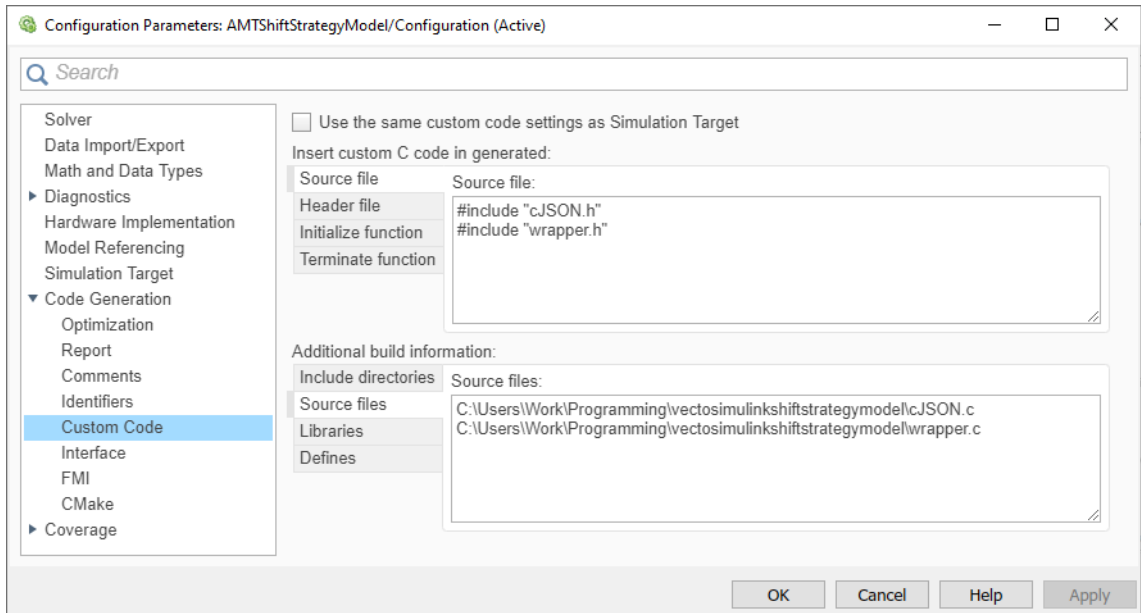 Configuration Parameters: AMTShiftStrategyModel/Configuration (Active)
Search
Solver
Data Import/Export
Math and Data Types
Diagnostics
Hardware Implementation
Model Referencing
Simulation Target
Code Generation
Optimization
Report
Comments
Identifiers
Custom Code
Interface
FMI
CMake
Coverage
Use the same custom code settings as Simulation Target
Insert custom C code in generated:
Source file
Header file
Initialize function
Terminate function
Source file:
#include "cJSON.h"
#include "wrapper.h"
Additional build information:
Include directories
Source files
Libraries
Defines
Source files:
C:\Users\Work\Programming\vectosimulinkshiftstrategymodel\cJSON.c
C:\Users\Work\Programming\vectosimulinkshiftstrategymodel\wrapper.c
OK Cancel Help Apply